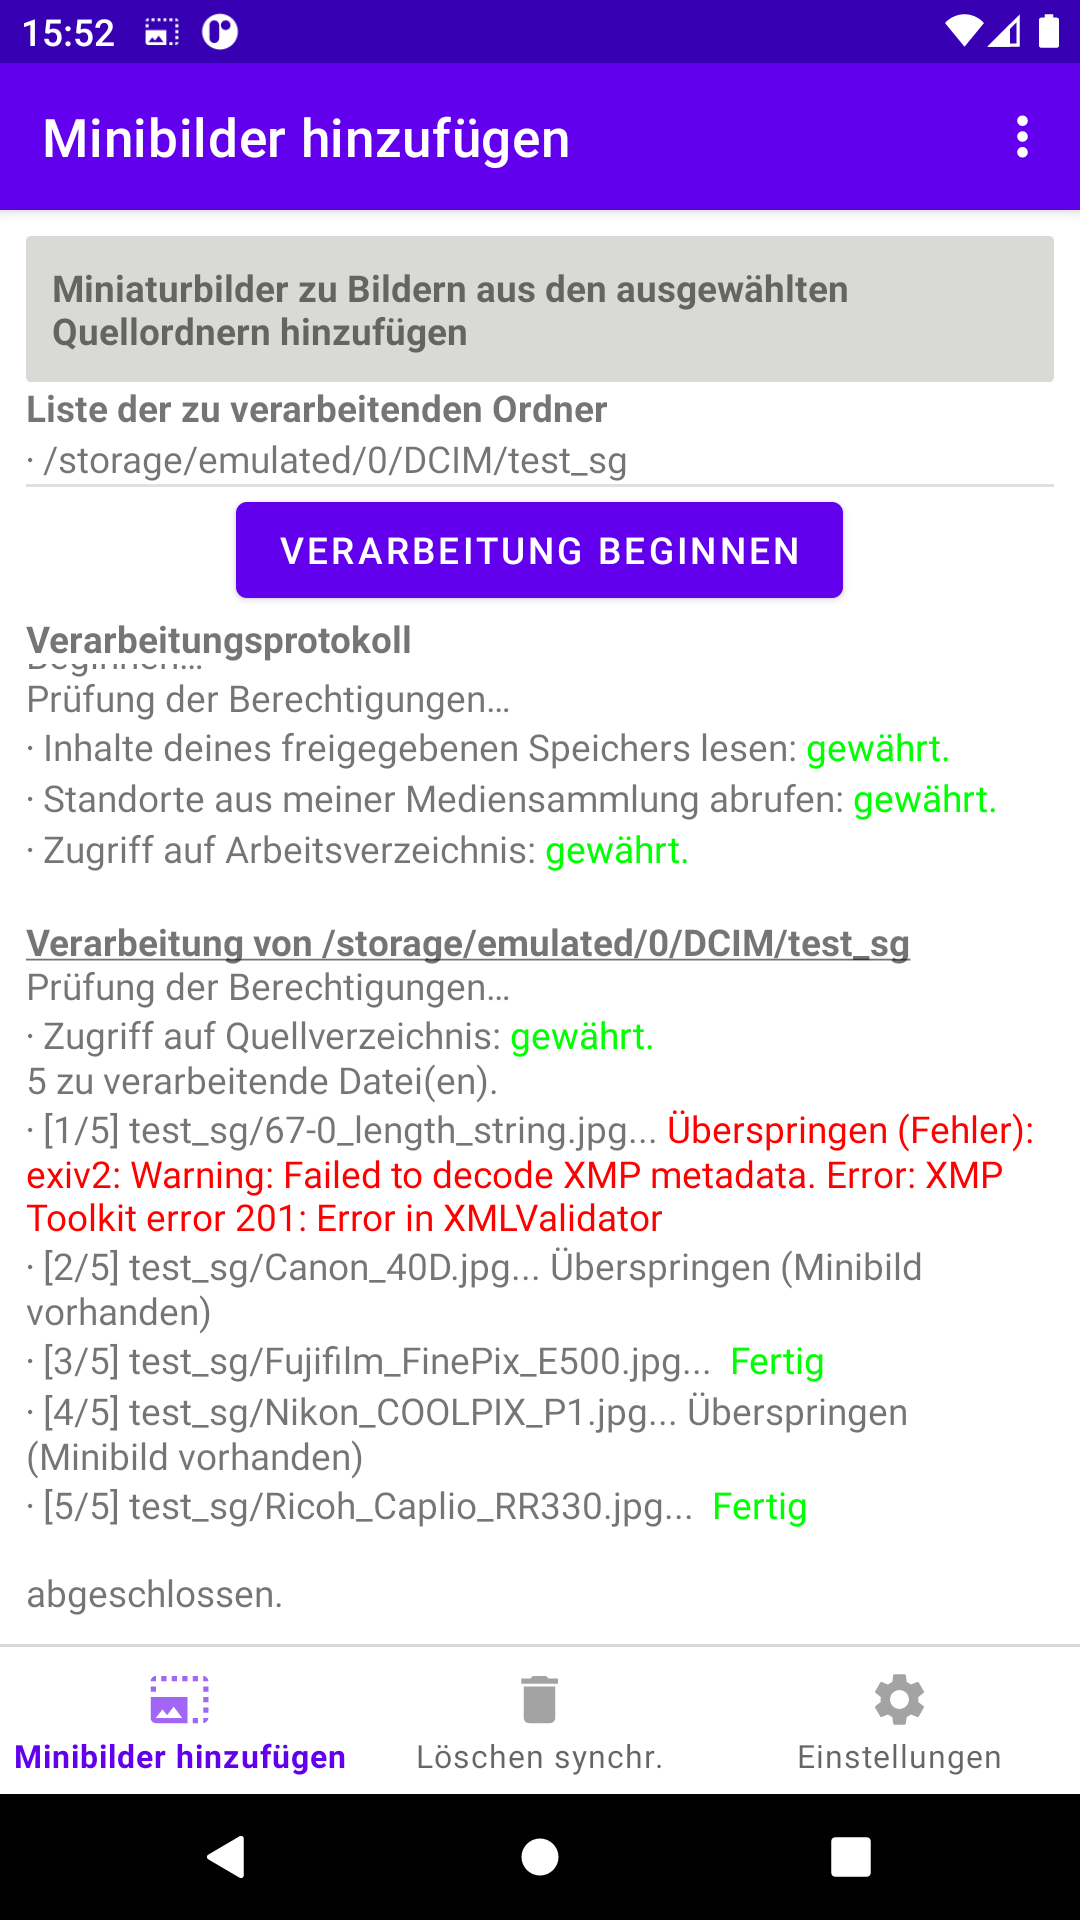 15:52
Minibilder hinzufügen
Miniaturbilder zu Bildern aus den ausgewählten
Quellordnern hinzufügen
Liste der zu verarbeitenden Ordner
· /storage/emulated/0/DCIM/test_sg
VERARBEITUNG BEGINNEN
Verarbeitungsprotokoll
Beginnen…
Prüfung der Berechtigungen…
· Inhalte deines freigegebenen Speichers lesen: gewährt.
· Standorte aus meiner Mediensammlung abrufen: gewährt.
· Zugriff auf Arbeitsverzeichnis: gewährt.
Verarbeitung von /storage/emulated/0/DCIM/test_sg
Prüfung der Berechtigungen…
· Zugriff auf Quellverzeichnis: gewährt.
5 zu verarbeitende Datei(en).
· [1/5] test_sg/67-0_length_string.jpg... Überspringen (Fehler):
exiv2: Warning: Failed to decode XMP metadata. Error: XMP
Toolkit error 201: Error in XMLValidator
· [2/5] test_sg/Canon_40D.jpg... Überspringen (Minibild
vorhanden)
· [3/5] test_sg/Fujifilm_FinePix_E500.jpg... Fertig
· [4/5] test_sg/Nikon_COOLPIX_P1.jpg... Überspringen
(Minibild vorhanden)
· [5/5] test_sg/Ricoh_Caplio_RR330.jpg... Fertig
abgeschlossen.
Minibilder hinzufügen
Löschen synchr.
Einstellungen